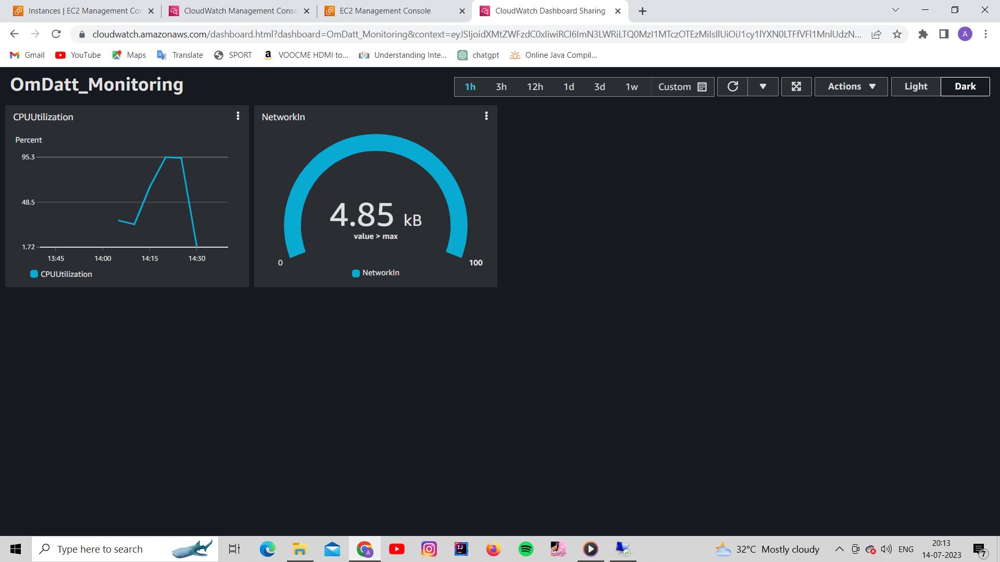 Instances | EC2 Management Con
CloudWatch Management Conso
EC2 Management Console
CloudWatch Dashboard Sharing
cloudwatch.amazonaws.com/dashboard.html?dashboard=OmDatt_Monitoring&context=
A
Gmail
YouTube
Maps
Translate
SPORT
VOOCME HDMI to...
Understanding Inte...
chatgpt
Online Java Compil...
OmDatt_Monitoring
1h
3h
12h
1d
3d
1w
Custom
Actions
Light
Dark
CPUUtilization
Percent
95.3
48.5
1.72
13:45
14:00
14:15
14:30
CPUUtilization
NetworkIn
4.85 kB
value > max
0
100
NetworkIn
Type here to search
32°C Mostly cloudy
ENG
20:13
14-07-2023
7